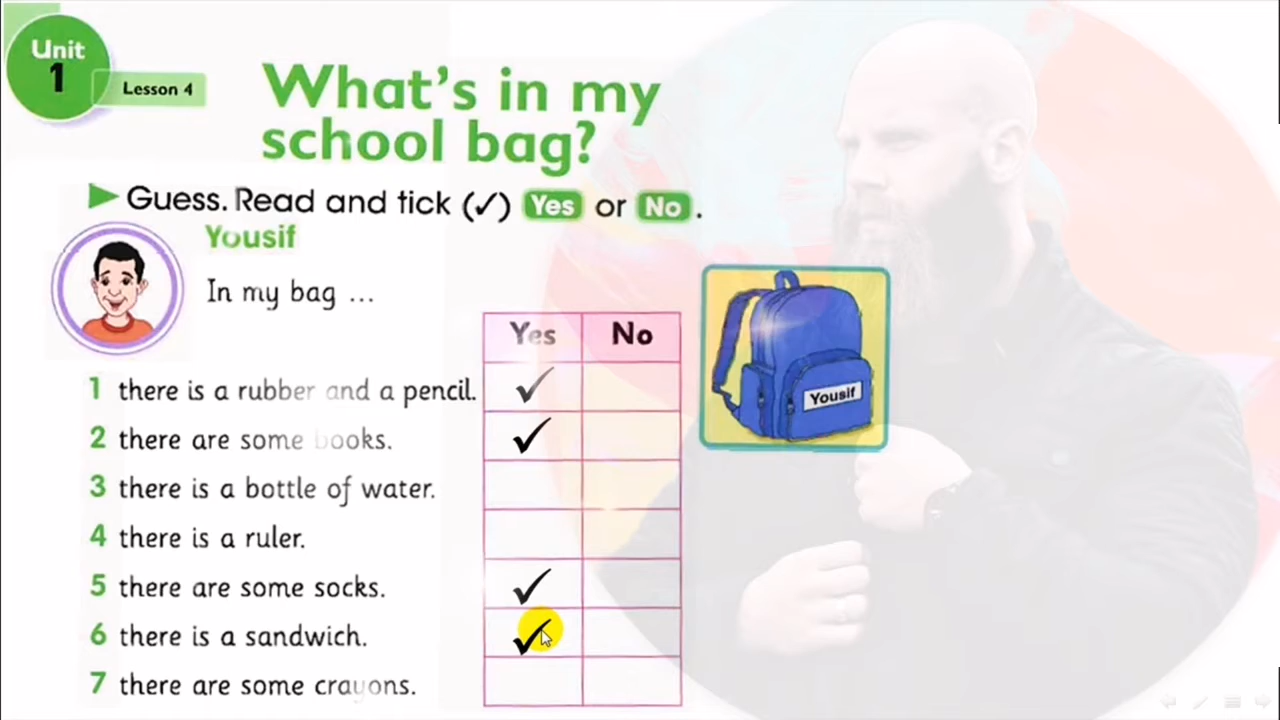 Unit
1
Lesson 4
What's in my
school bag?
Guess. Read and tick (✓) Yes or No.
Yousif
In my bag ...
Yes No
1 there is a rubber and a pencil. ✓
2 there are some books. ✓
3 there is a bottle of water.
4 there is a ruler.
5 there are some socks. ✓
6 there is a sandwich. ✓
7 there are some crayons.
Yousif